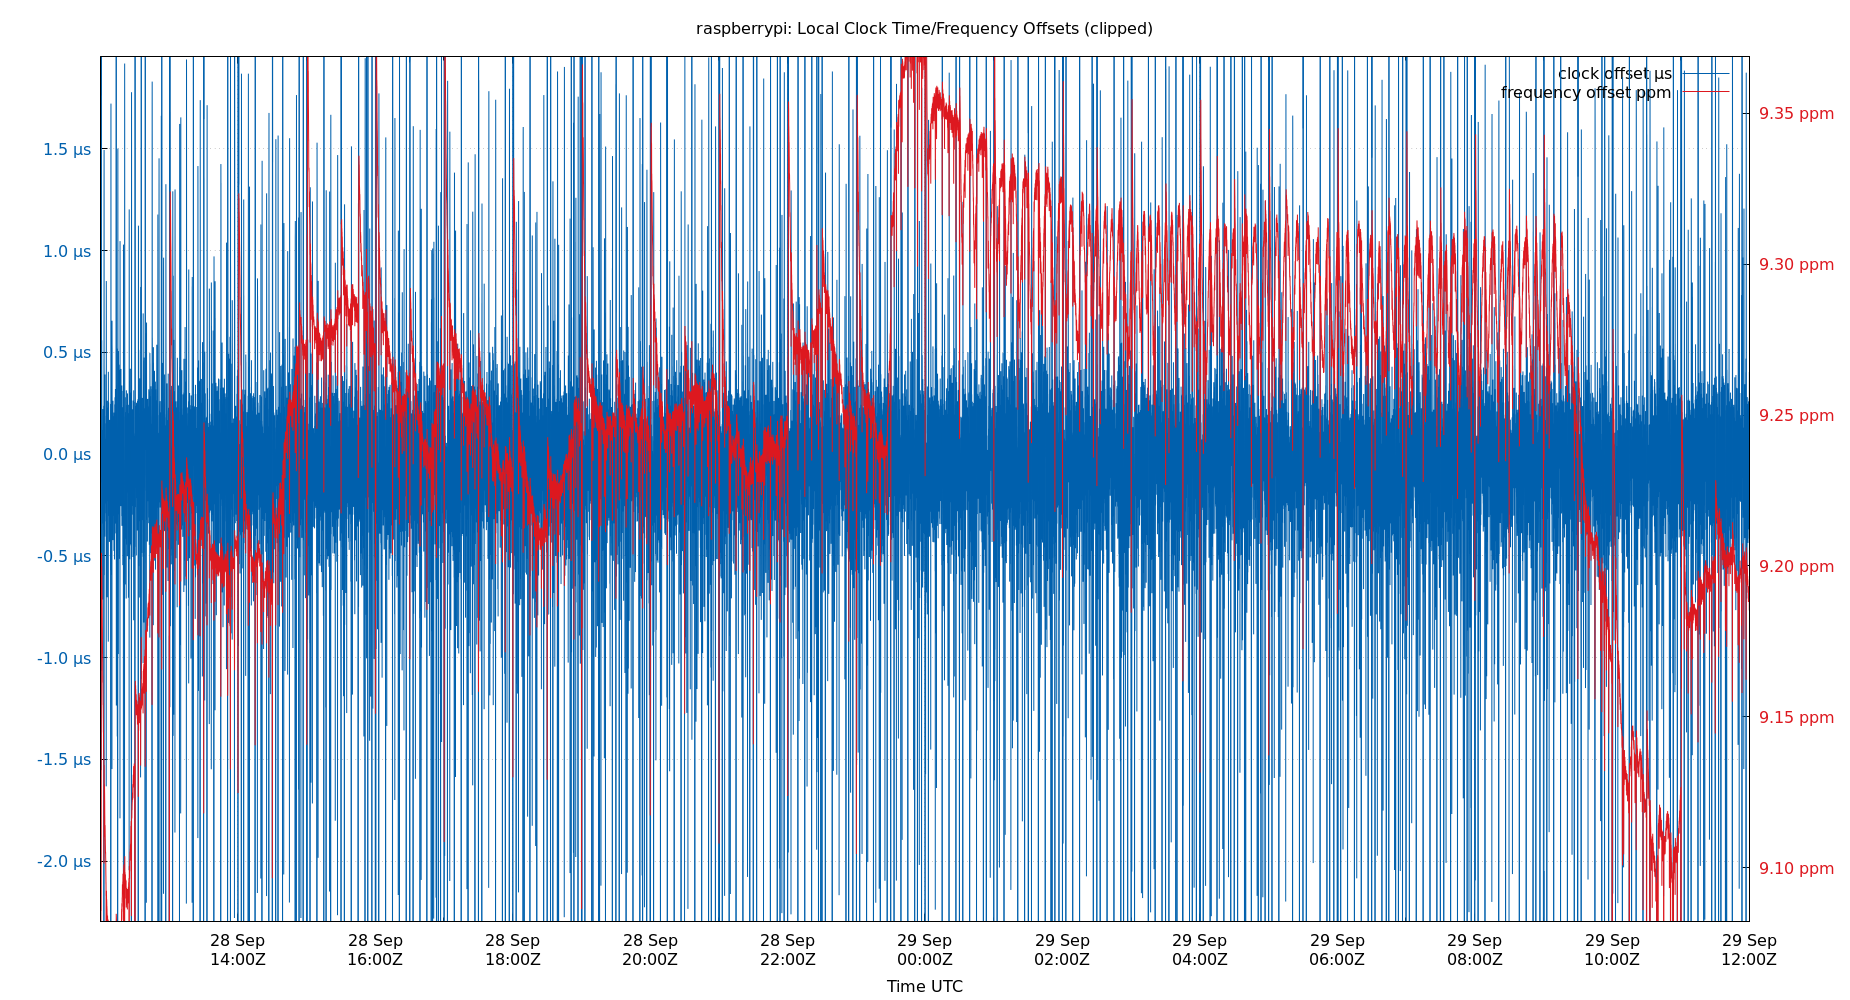 raspberrypi: Local Clock Time/Frequency Offsets (clipped)
clock offset µs
frequency offset ppm
1.5 µs
1.0 µs
0.5 µs
0.0 µs
-0.5 µs
-1.0 µs
-1.5 µs
-2.0 µs
9.35 ppm
9.30 ppm
9.25 ppm
9.20 ppm
9.15 ppm
9.10 ppm
28 Sep 28 Sep 28 Sep 28 Sep 28 Sep 29 Sep 29 Sep 29 Sep 29 Sep 29 Sep 29 Sep 29 Sep
14:00Z 16:00Z 18:00Z 20:00Z 22:00Z 00:00Z 02:00Z 04:00Z 06:00Z 08:00Z 10:00Z 12:00Z
Time UTC